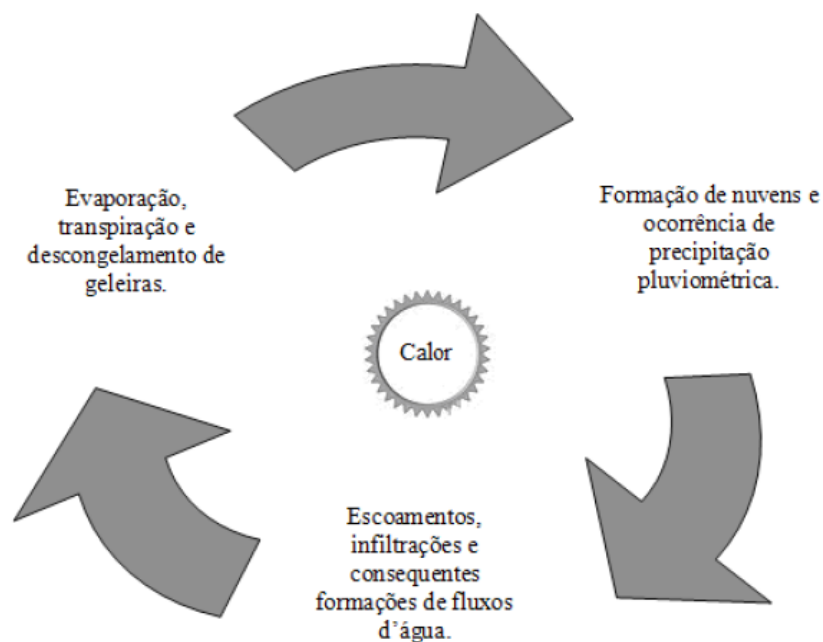 Evaporação,
transpiração e
descongelamento de
geleiras.
Formação de nuvens e
ocorrência de
precipitação
pluviométrica.
Calor
Escoamentos,
infiltrações e
consequentes
formações de fluxos
d'água.